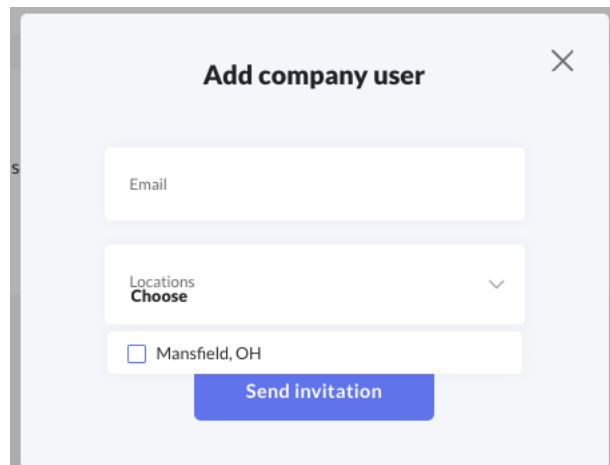 Add company user
s
Email
Locations
Choose
Mansfield, OH
Send invitation